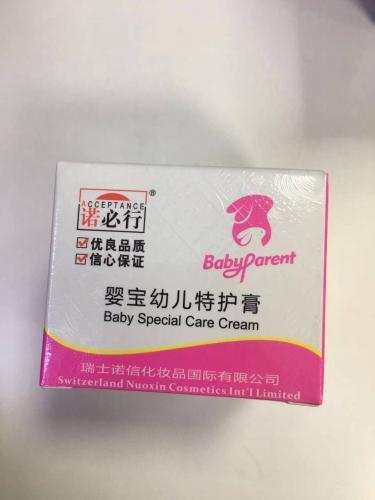 ACCEPTANCE
诺必行®
优良品质
信心保证
BabyParent
婴宝幼儿特护膏
Baby Special Care Cream
瑞士诺信化妆品国际有限公司
Switzerland Nuoxin Cosmetics Int'l Limited